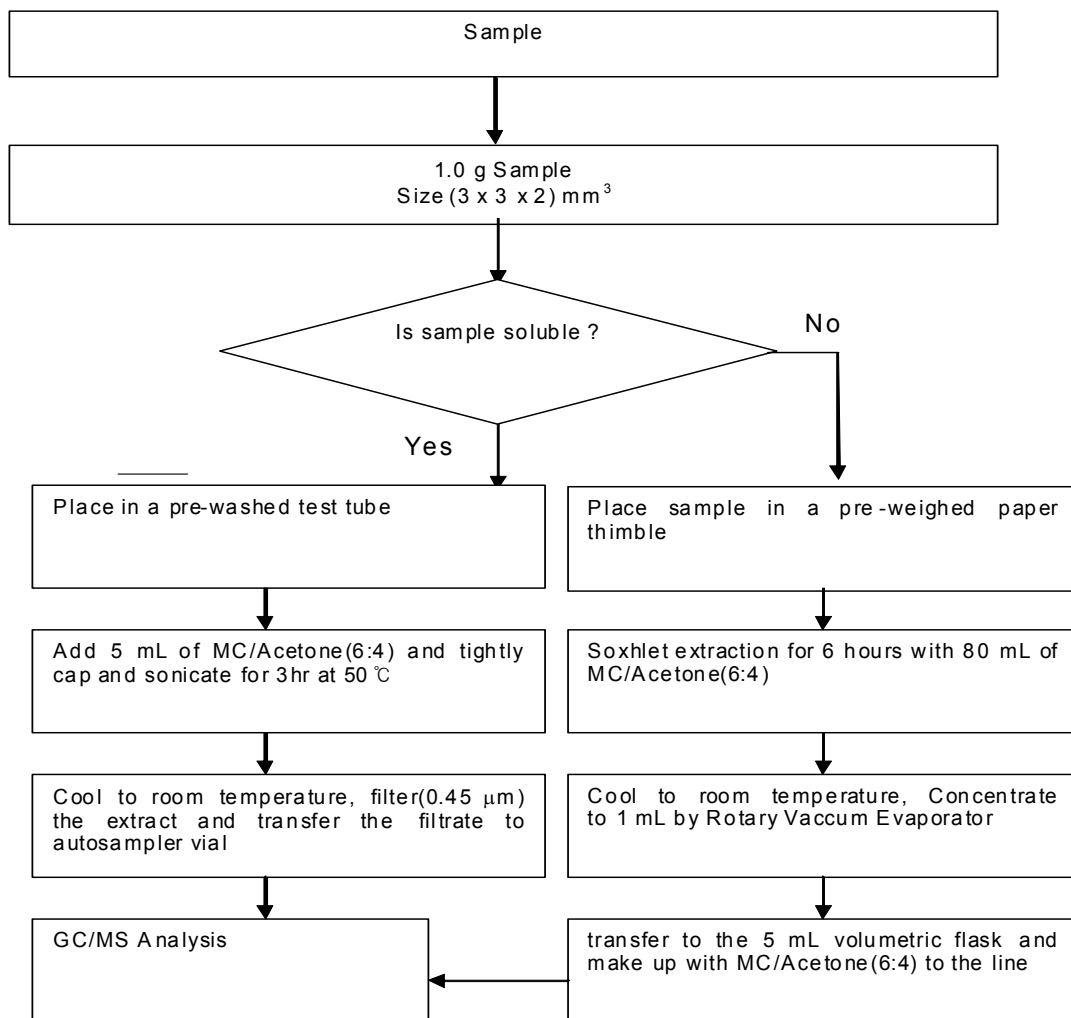 Sample
1.0 g Sample
Size (3 x 3 x 2) mm³
Is sample soluble ?
No
Yes
Place in a pre-washed test tube
Place sample in a pre-weighed paper
thimble
Add 5 mL of MC/Acetone(6:4) and tightly
cap and sonicate for 3hr at 50 ℃
Soxhlet extraction for 6 hours with 80 mL of
MC/Acetone(6:4)
Cool to room temperature, filter(0.45 μm)
the extract and transfer the filtrate to
autosampler vial
Cool to room temperature, Concentrate
to 1 mL by Rotary Vaccum Evaporator
GC/MS Analysis
transfer to the 5 mL volumetric flask and
make up with MC/Acetone(6:4) to the line